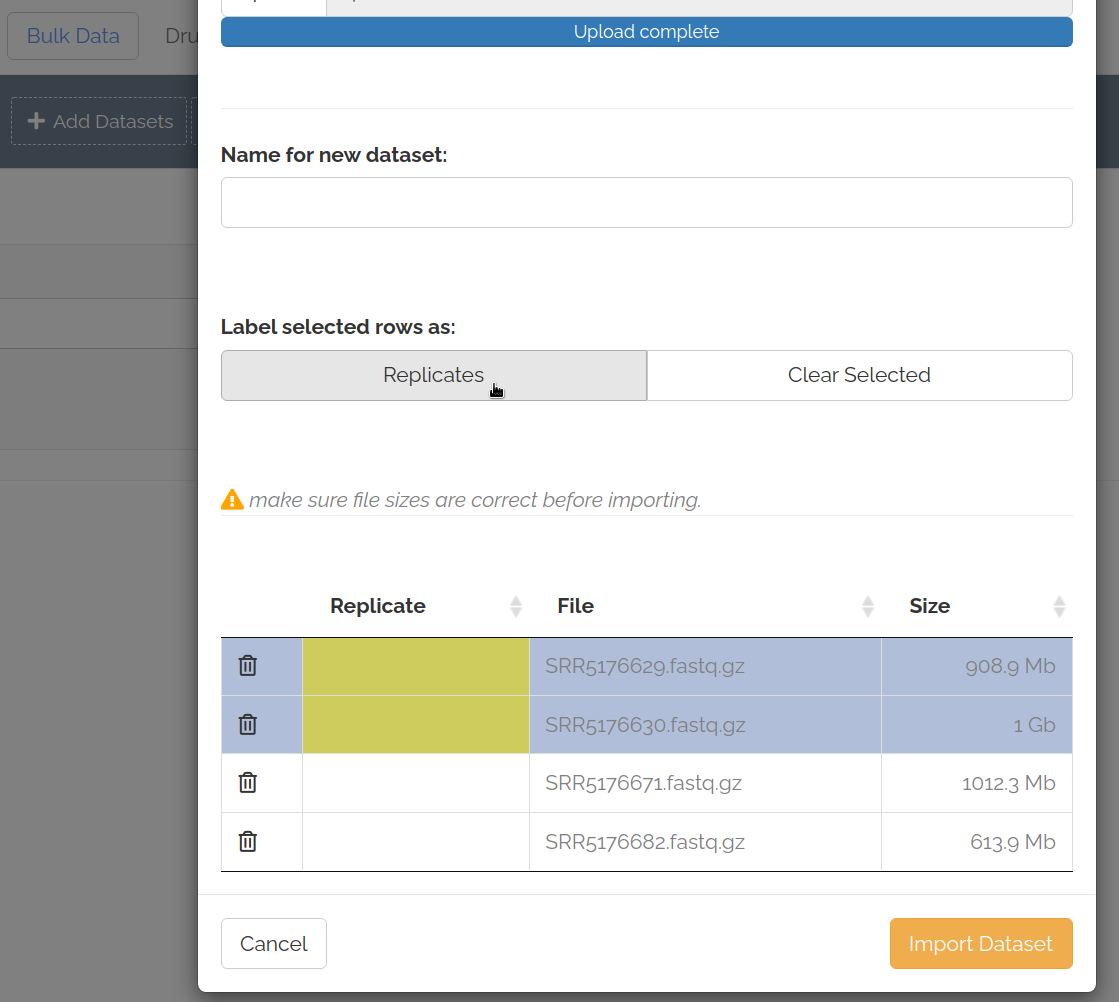 Bulk Data
Dru
Add Datasets
Upload complete
Name for new dataset:
Label selected rows as:
Replicates
Clear Selected
make sure file sizes are correct before importing.
Replicate File Size
SRR5176629.fastq.gz 908.9 Mb
SRR5176630.fastq.gz 1 Gb
SRR5176671.fastq.gz 1012.3 Mb
SRR5176682.fastq.gz 613.9 Mb
Cancel
Import Dataset